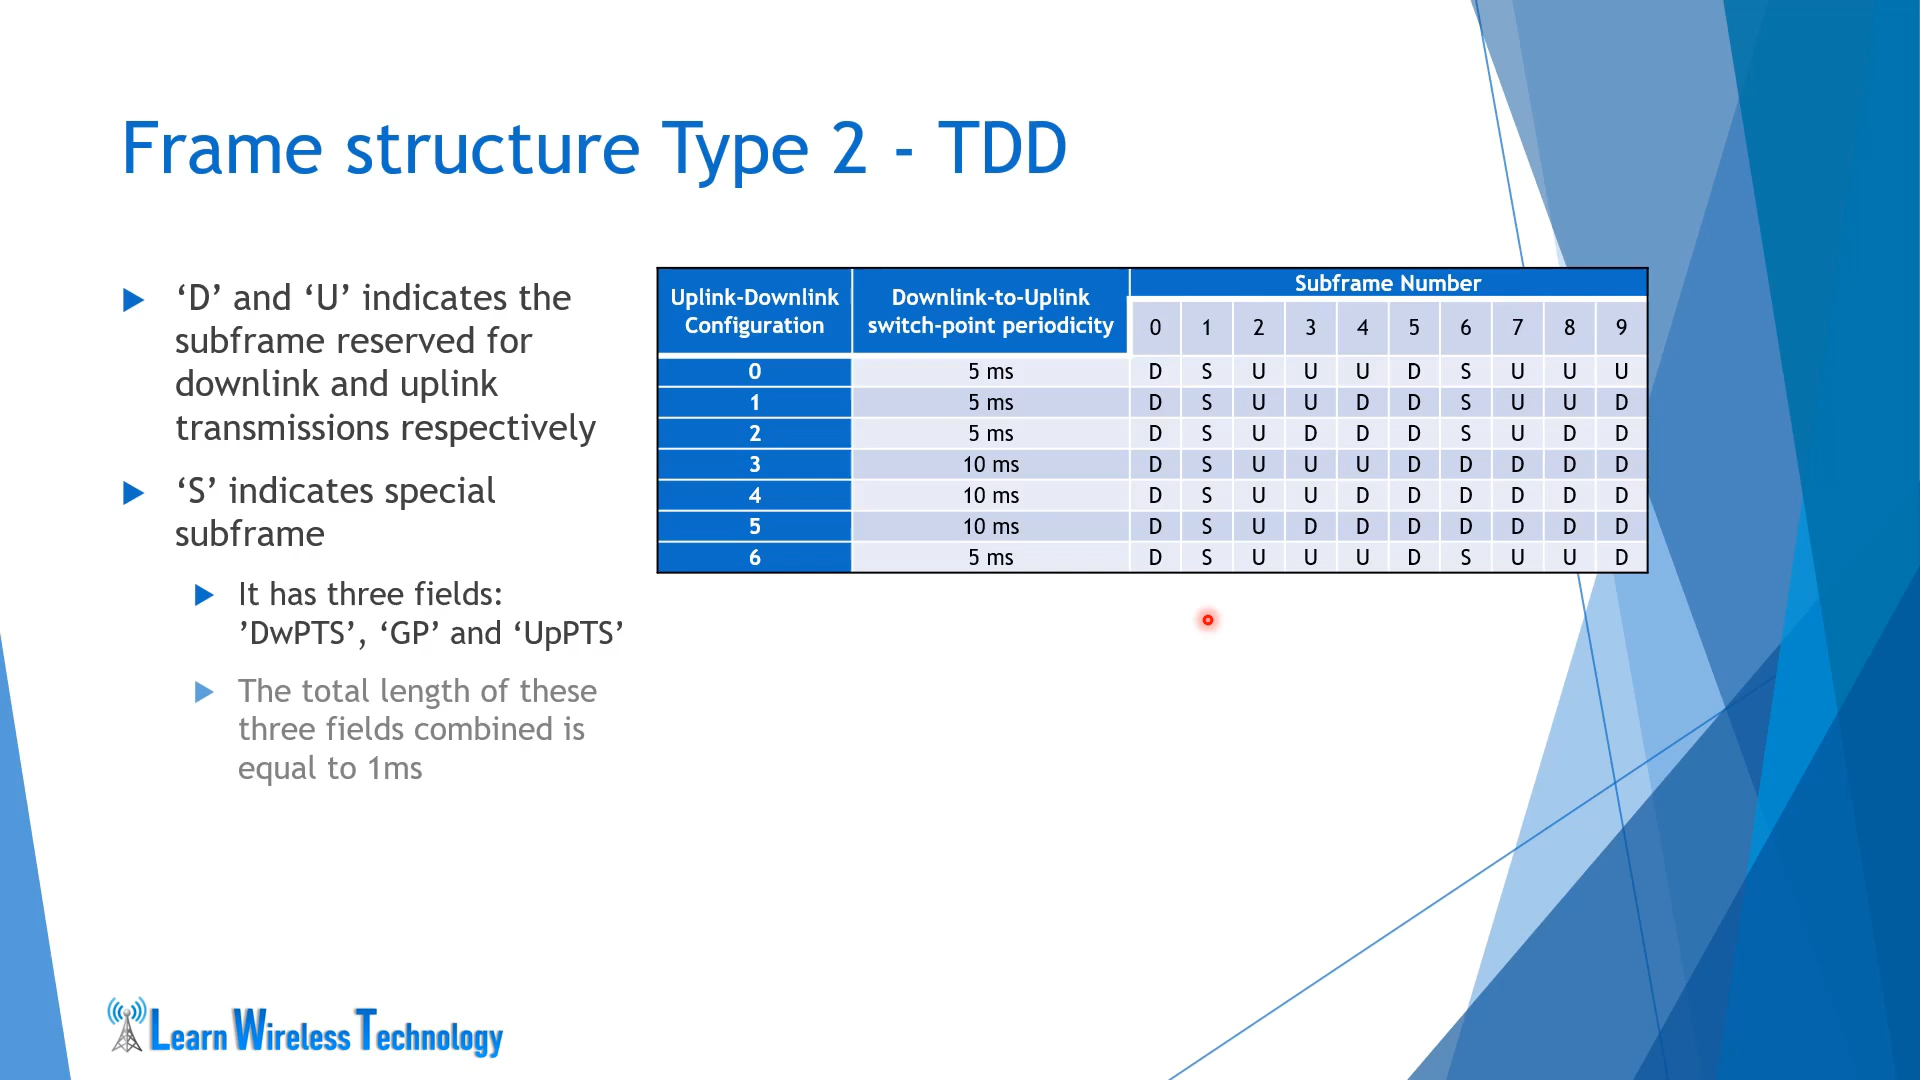 Frame structure Type 2 - TDD
‘D’ and ‘U’ indicates the
subframe reserved for
downlink and uplink
transmissions respectively
‘S’ indicates special
subframe
It has three fields:
’DwPTS’, ‘GP’ and ‘UpPTS’
The total length of these
three fields combined is
equal to 1ms
Uplink-Downlink Configuration Downlink-to-Uplink switch-point periodicity Subframe Number
0 1 2 3 4 5 6 7 8 9
0 5 ms D S U U U D S U U U
1 5 ms D S U U D D S U U D
2 5 ms D S U D D D S U D D
3 10 ms D S U U U D D D D D
4 10 ms D S U U D D D D D D
5 10 ms D S U D D D D D D D
6 5 ms D S U U U D S U U D
Learn Wireless Technology